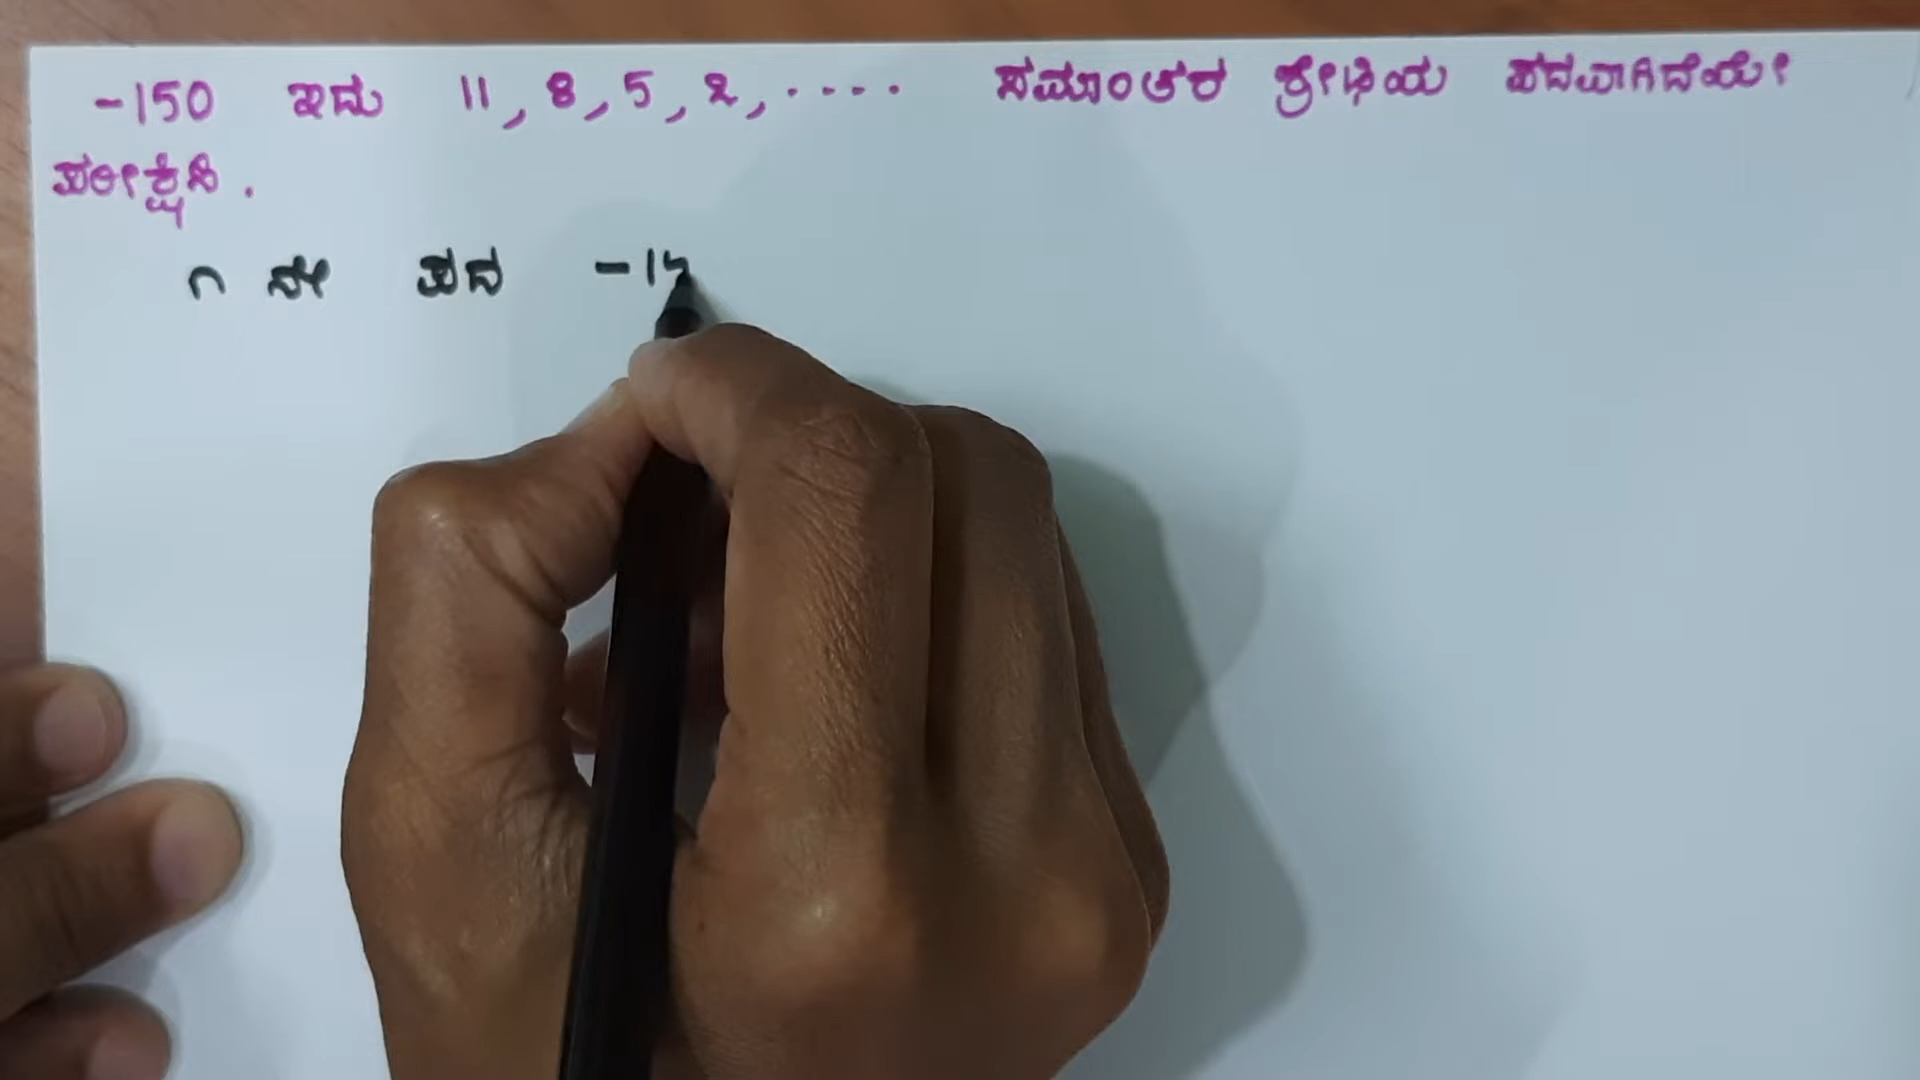 -150 ಇದು 11, 8, 5, 2, .... ಸಮಾಂತರ ಶ್ರೇಢಿಯ ಪದವಾಗಿದೆಯೇ
ಪರೀಕ್ಷಿಸಿ.
n ನೇ ಪದ -15